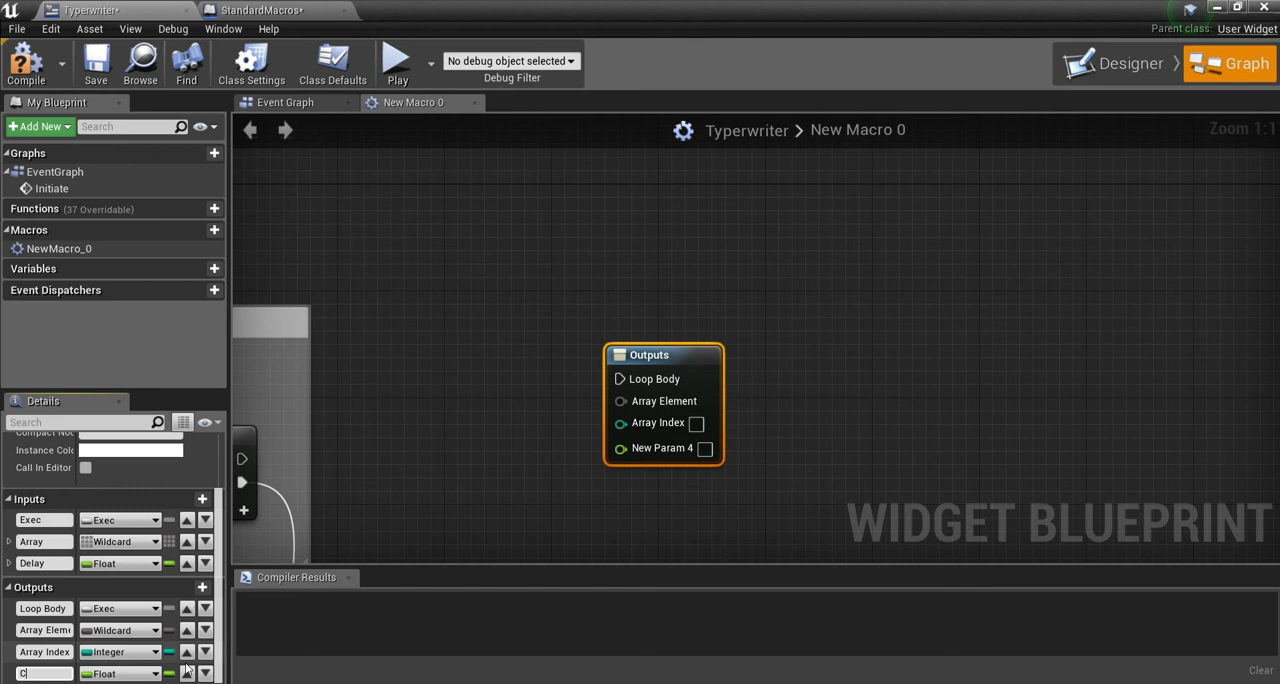 Typerwriter*
StandardMacros*
File Edit Asset View Debug Window Help
Parent class: User Widget
Compile
Save
Browse
Find
Class Settings
Class Defaults
Play
No debug object selected
Debug Filter
Designer
Graph
My Blueprint
Event Graph
New Macro 0
Add New
Search
Typerwriter > New Macro 0
Zoom 1:1
Graphs
EventGraph
Initiate
Functions (37 Overridable)
Macros
NewMacro_0
Variables
Event Dispatchers
Outputs
Loop Body
Array Element
Array Index
New Param 4
WIDGET BLUEPRINT
Details
Search
Compact No
Instance Colo
Call In Editor
Inputs
Exec Exec
Array Wildcard
Delay Float
Outputs
Loop Body Exec
Array Eleme Wildcard
Array Index Integer
C Float
Compiler Results
Clear